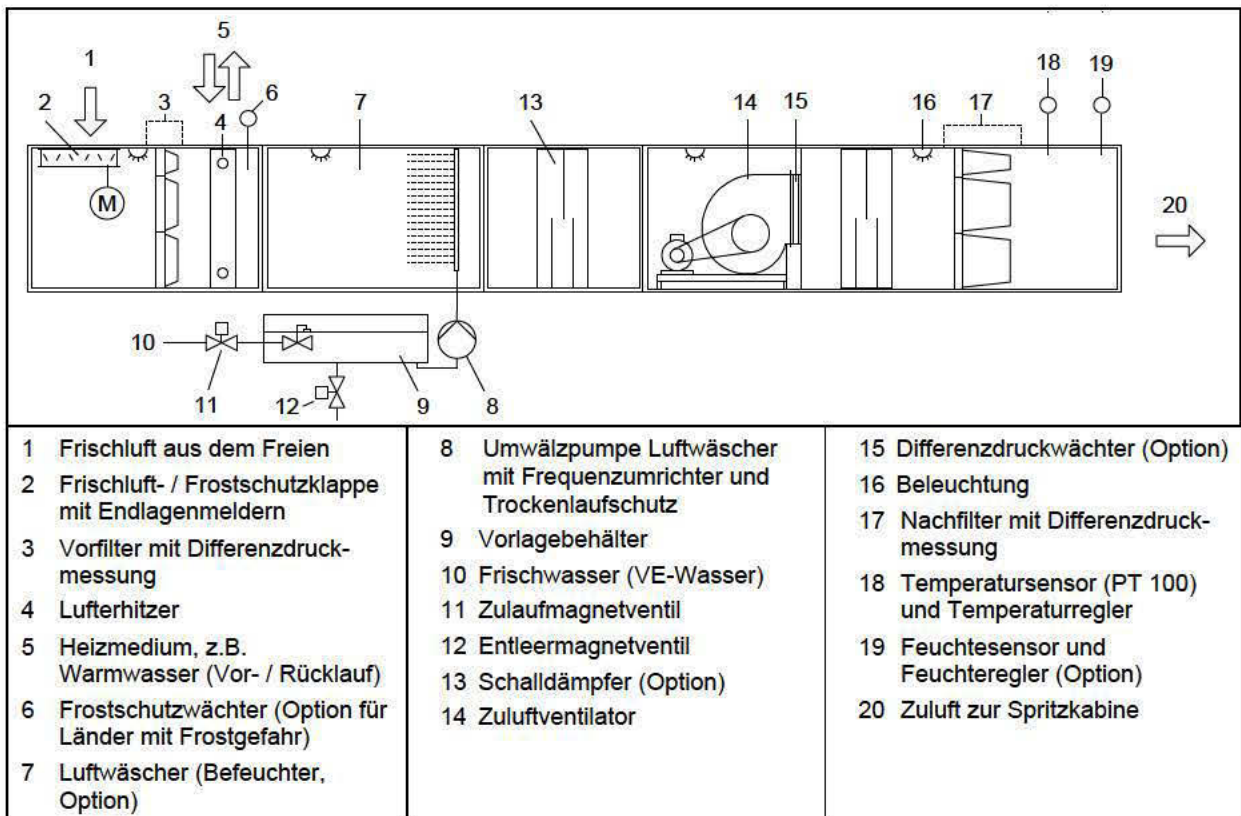 5
1
18
19
2
3
6
4
7
13
14
15
16
17
M
20
10
11
12
9
8
1 Frischluft aus dem Freien
2 Frischluft- / Frostschutzklappe
mit Endlagenmeldern
3 Vorfilter mit Differenzdruck-
messung
4 Lufterhitzer
5 Heizmedium, z.B.
Warmwasser (Vor- / Rücklauf)
6 Frostschutzwächter (Option für
Länder mit Frostgefahr)
7 Luftwäscher (Befeuchter,
Option)
8 Umwälzpumpe Luftwäscher
mit Frequenzumrichter und
Trockenlaufschutz
9 Vorlagebehälter
10 Frischwasser (VE-Wasser)
11 Zulaufmagnetventil
12 Entleermagnetventil
13 Schalldämpfer (Option)
14 Zuluftventilator
15 Differenzdruckwächter (Option)
16 Beleuchtung
17 Nachfilter mit Differenzdruck-
messung
18 Temperatursensor (PT 100)
und Temperaturregler
19 Feuchtesensor und
Feuchteregler (Option)
20 Zuluft zur Spritzkabine